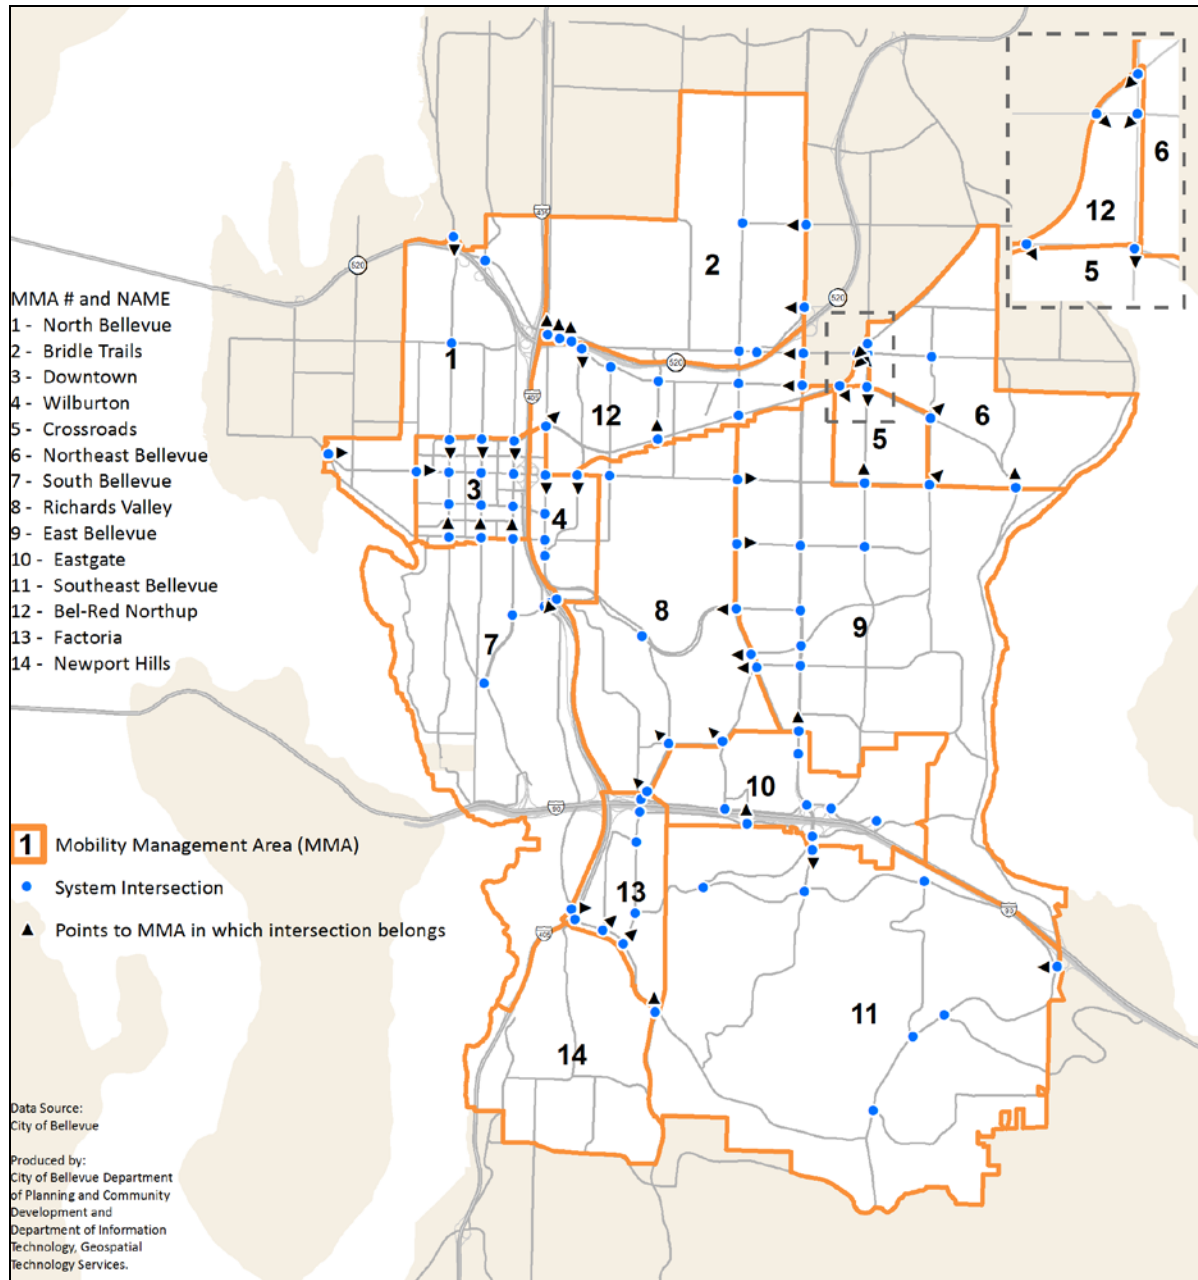 MMA # and NAME
1 - North Bellevue
2 - Bridle Trails
3 - Downtown
4 - Wilburton
5 - Crossroads
6 - Northeast Bellevue
7 - South Bellevue
8 - Richards Valley
9 - East Bellevue
10 - Eastgate
11 - Southeast Bellevue
12 - Bel-Red Northup
13 - Factoria
14 - Newport Hills
1 Mobility Management Area (MMA)
System Intersection
Points to MMA in which intersection belongs
Data Source:
City of Bellevue
Produced by:
City of Bellevue Department
of Planning and Community
Development and
Department of Information
Technology, Geospatial
Technology Services.
6
12
5
405
2
520
520
1
520
405
12
6
5
3
4
8
9
7
10
90
13
90
405
11
14